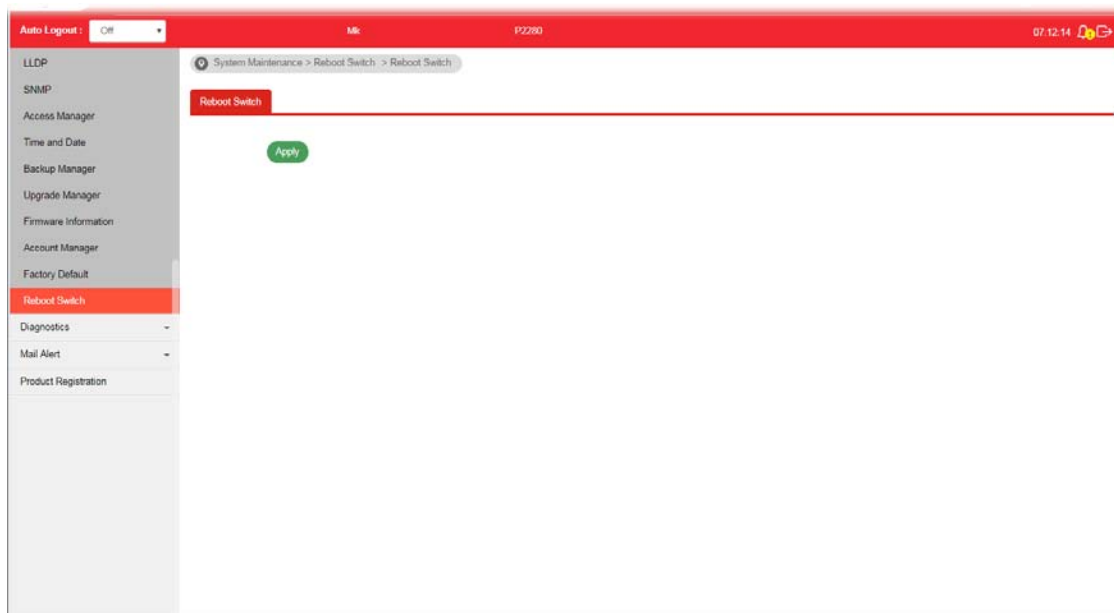 Auto Logout : Off Mk P2280 07:12:14
LLDP
SNMP
Access Manager
Time and Date
Backup Manager
Upgrade Manager
Firmware Information
Account Manager
Factory Default
Reboot Switch
Diagnostics
Mail Alert
Product Registration
System Maintenance > Reboot Switch > Reboot Switch
Reboot Switch
Apply